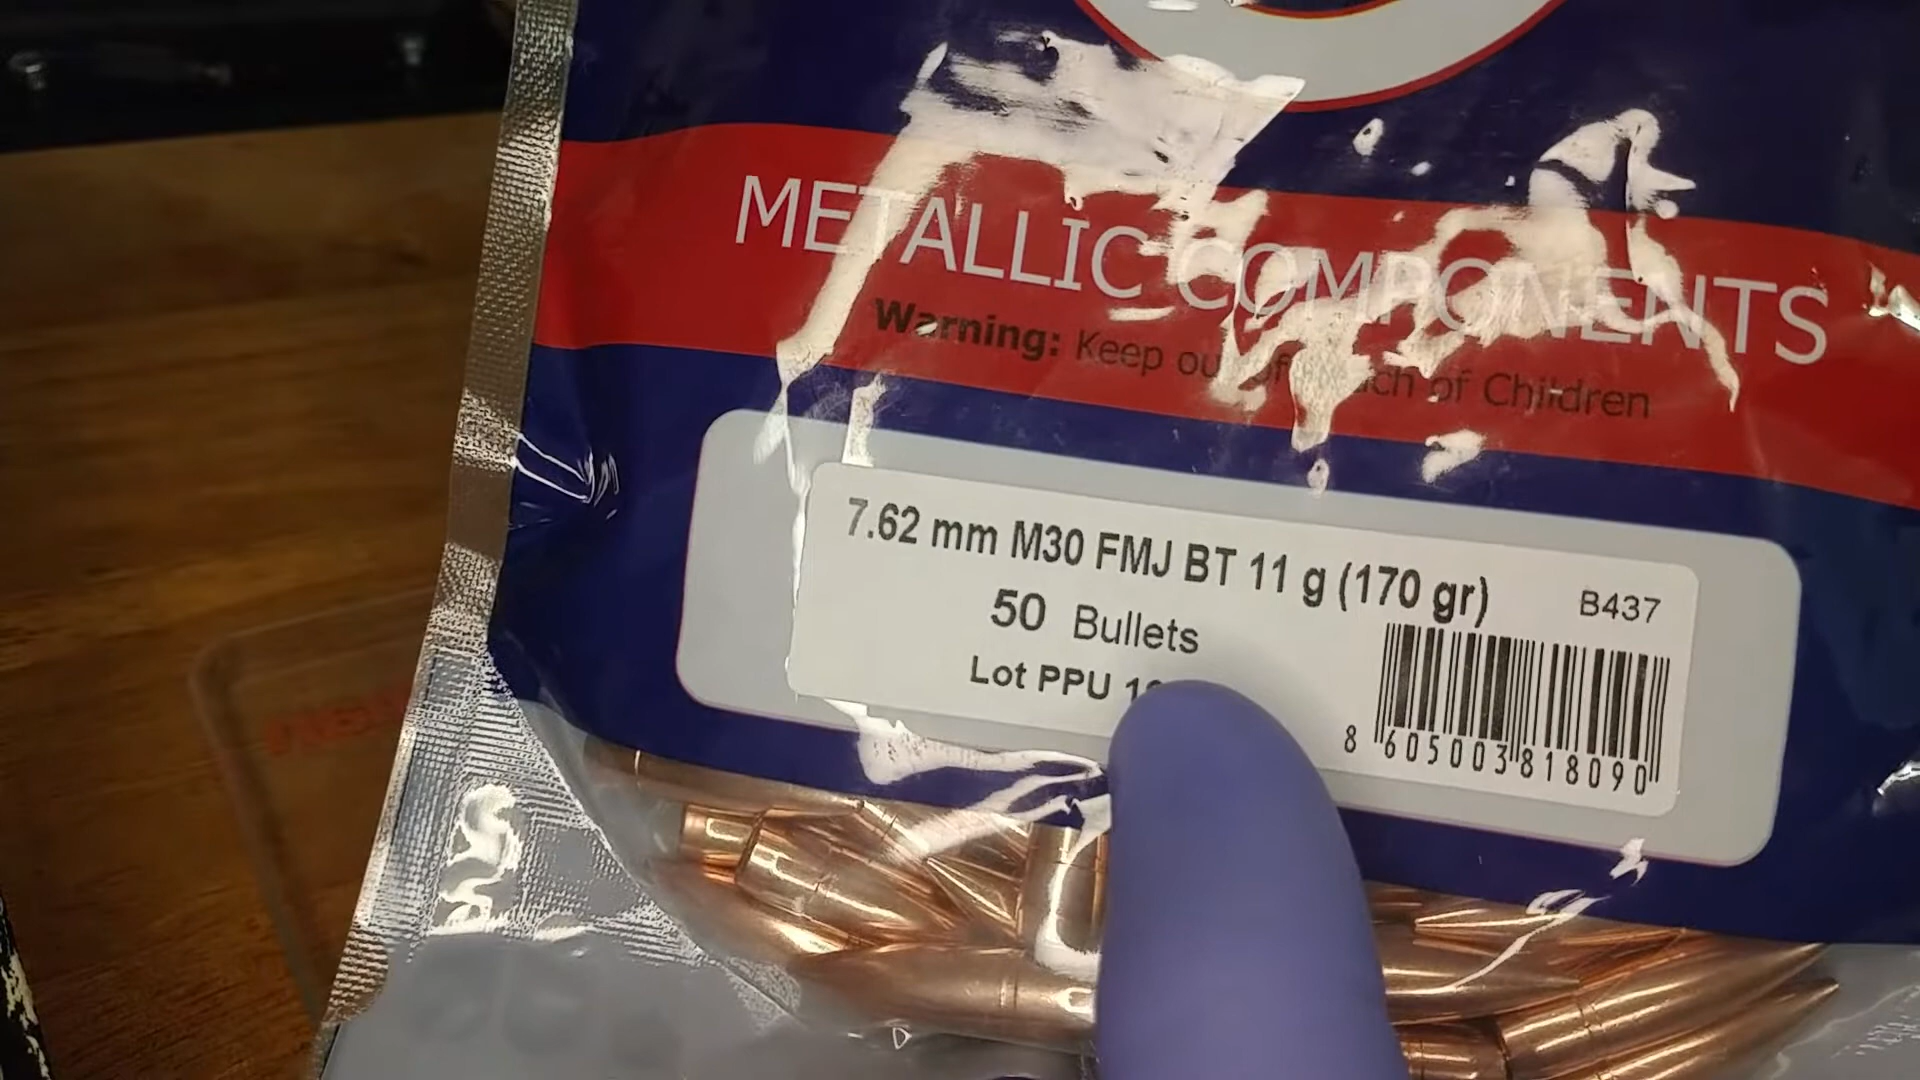 METALLIC COMPONENTS
Warning: Keep out of reach of Children
7.62 mm M30 FMJ BT 11 g (170 gr)
B437
50 Bullets
Lot PPU
8 605003 818090